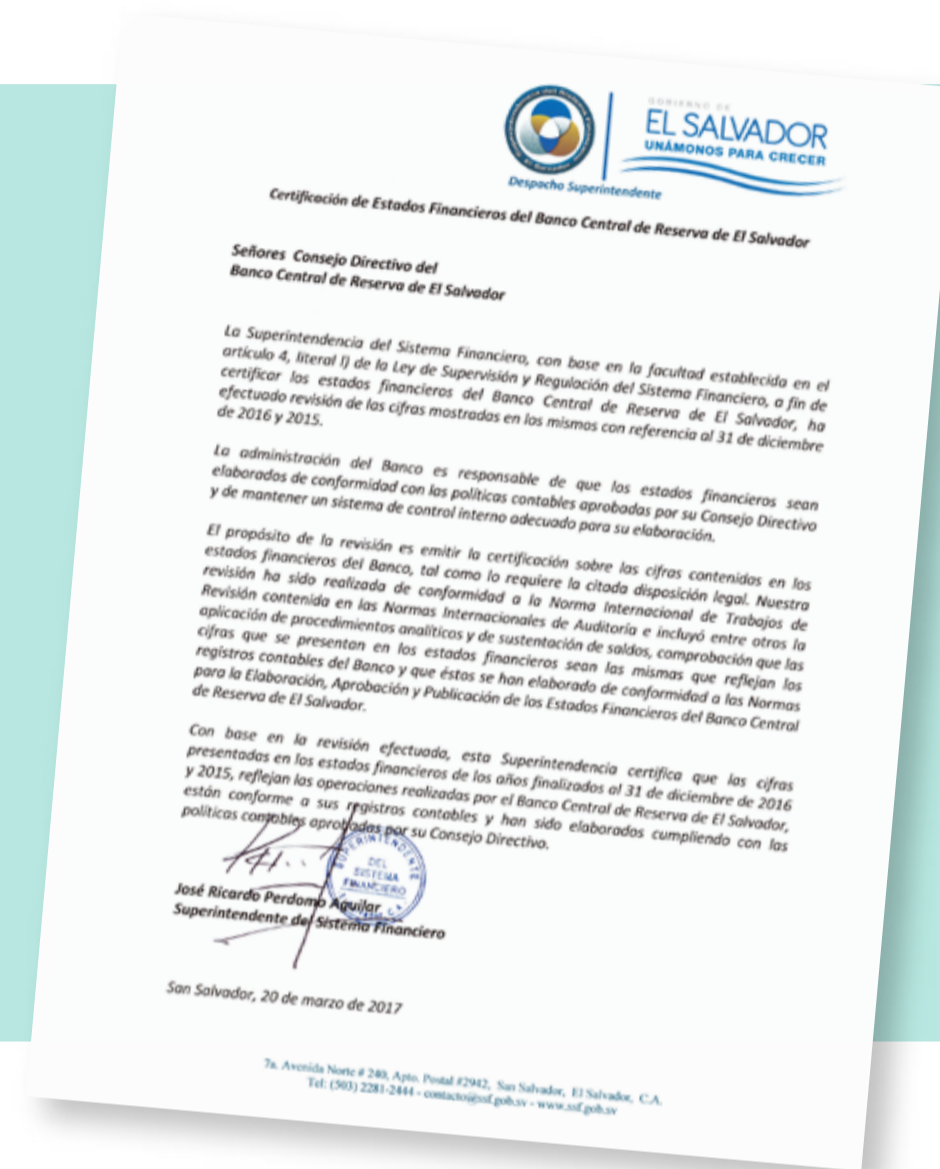 GOBIERNO DE
EL SALVADOR
UNÁMONOS PARA CRECER
Despacho Superintendente
Certificación de Estados Financieros del Banco Central de Reserva de El Salvador
Señores Consejo Directivo del
Banco Central de Reserva de El Salvador
La Superintendencia del Sistema Financiero, con base en la facultad establecida en el
artículo 4, literal l) de la Ley de Supervisión y Regulación del Sistema Financiero, a fin de
certificar los estados financieros del Banco Central de Reserva de El Salvador, ha
efectuado revisión de las cifras mostradas en los mismos con referencia al 31 de diciembre
de 2016 y 2015.
La administración del Banco es responsable de que los estados financieros sean
elaborados de conformidad con las políticas contables aprobadas por su Consejo Directivo
y de mantener un sistema de control interno adecuado para su elaboración.
El propósito de la revisión es emitir la certificación sobre las cifras contenidas en los
estados financieros del Banco, tal como lo requiere la citada disposición legal. Nuestra
revisión ha sido realizada de conformidad a la Norma Internacional de Trabajos de
Revisión contenida en las Normas Internacionales de Auditoría e incluyó entre otros la
aplicación de procedimientos analíticos y de sustentación de saldos, comprobación que las
cifras que se presentan en los estados financieros sean las mismas que reflejan los
registros contables del Banco y que éstos se han elaborado de conformidad a las Normas
para la Elaboración, Aprobación y Publicación de los Estados Financieros del Banco Central
de Reserva de El Salvador.
Con base en la revisión efectuada, esta Superintendencia certifica que las cifras
presentadas en los estados financieros de los años finalizados al 31 de diciembre de 2016
y 2015, reflejan las operaciones realizadas por el Banco Central de Reserva de El Salvador,
están conforme a sus registros contables y han sido elaborados cumpliendo con las
políticas contables aprobadas por su Consejo Directivo.
SUPERINTENDENTE
DEL
SISTEMA
FINANCIERO
José Ricardo Perdomo Aguilar
Superintendente del Sistema Financiero
San Salvador, 20 de marzo de 2017
7a. Avenida Norte # 240, Apto. Postal #2942, San Salvador, El Salvador, C.A.
Tel: (503) 2281-2444 - contacto@ssf.gob.sv - www.ssf.gob.sv